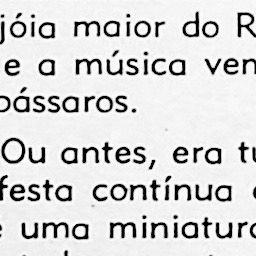 jóia maior do R
e a música ven
pássaros.
Ou antes, era tu
festa contínua
uma miniatura